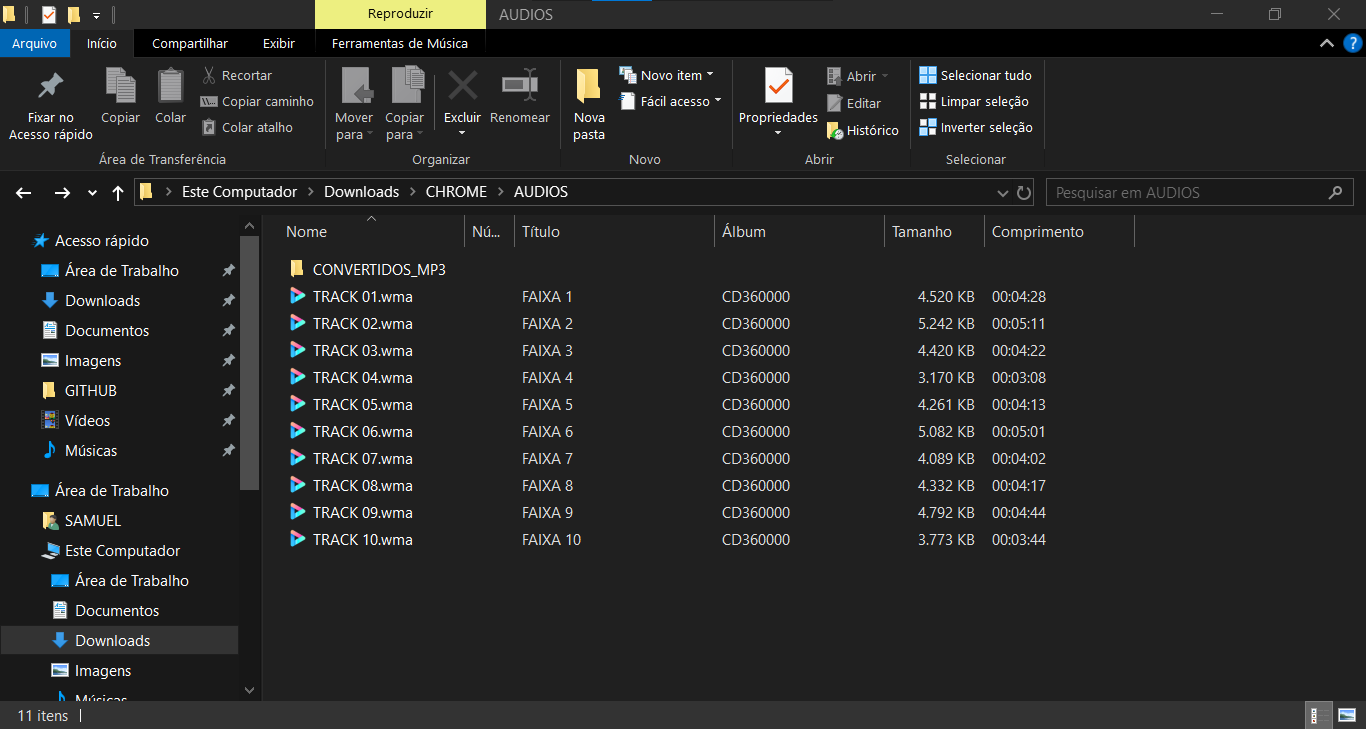 Reproduzir
AUDIOS
Arquivo
Início
Compartilhar
Exibir
Ferramentas de Música
Fixar no
Acesso rápido
Copiar
Colar
Recortar
Copiar caminho
Colar atalho
Área de Transferência
Mover
para
Copiar
para
Excluir
Renomear
Organizar
Nova
pasta
Novo item
Fácil acesso
Novo
Propriedades
Abrir
Editar
Histórico
Abrir
Selecionar tudo
Limpar seleção
Inverter seleção
Selecionar
Este Computador > Downloads > CHROME > AUDIOS
Pesquisar em AUDIOS
Acesso rápido
Área de Trabalho
Downloads
Documentos
Imagens
GITHUB
Vídeos
Músicas
Área de Trabalho
SAMUEL
Este Computador
Área de Trabalho
Documentos
Downloads
Imagens
Músicas
Nome Nú... Título Álbum Tamanho Comprimento
CONVERTIDOS_MP3
TRACK 01.wma FAIXA 1 CD360000 4.520 KB 00:04:28
TRACK 02.wma FAIXA 2 CD360000 5.242 KB 00:05:11
TRACK 03.wma FAIXA 3 CD360000 4.420 KB 00:04:22
TRACK 04.wma FAIXA 4 CD360000 3.170 KB 00:03:08
TRACK 05.wma FAIXA 5 CD360000 4.261 KB 00:04:13
TRACK 06.wma FAIXA 6 CD360000 5.082 KB 00:05:01
TRACK 07.wma FAIXA 7 CD360000 4.089 KB 00:04:02
TRACK 08.wma FAIXA 8 CD360000 4.332 KB 00:04:17
TRACK 09.wma FAIXA 9 CD360000 4.792 KB 00:04:44
TRACK 10.wma FAIXA 10 CD360000 3.773 KB 00:03:44
11 itens